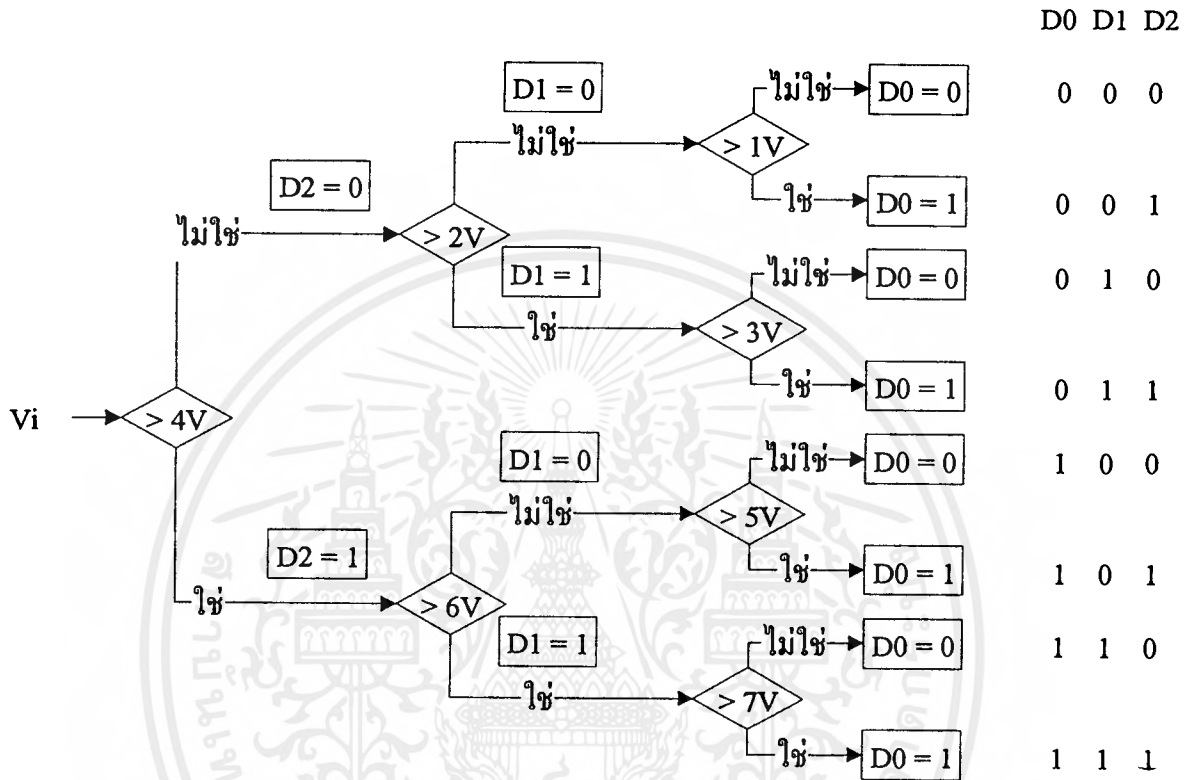 D0 D1 D2
D1 = 0
ไม่ใช่
D0 = 0
0 0 0
ไม่ใช่
> 1V
D2 = 0
ใช่
D0 = 1
0 0 1
ไม่ใช่
> 2V
D1 = 1
ไม่ใช่
D0 = 0
0 1 0
ใช่
> 3V
ใช่
D0 = 1
0 1 1
Vi
> 4V
D1 = 0
ไม่ใช่
D0 = 0
1 0 0
ไม่ใช่
> 5V
D2 = 1
ใช่
D0 = 1
1 0 1
ใช่
> 6V
D1 = 1
ไม่ใช่
D0 = 0
1 1 0
ใช่
> 7V
ใช่
D0 = 1
1 1 1